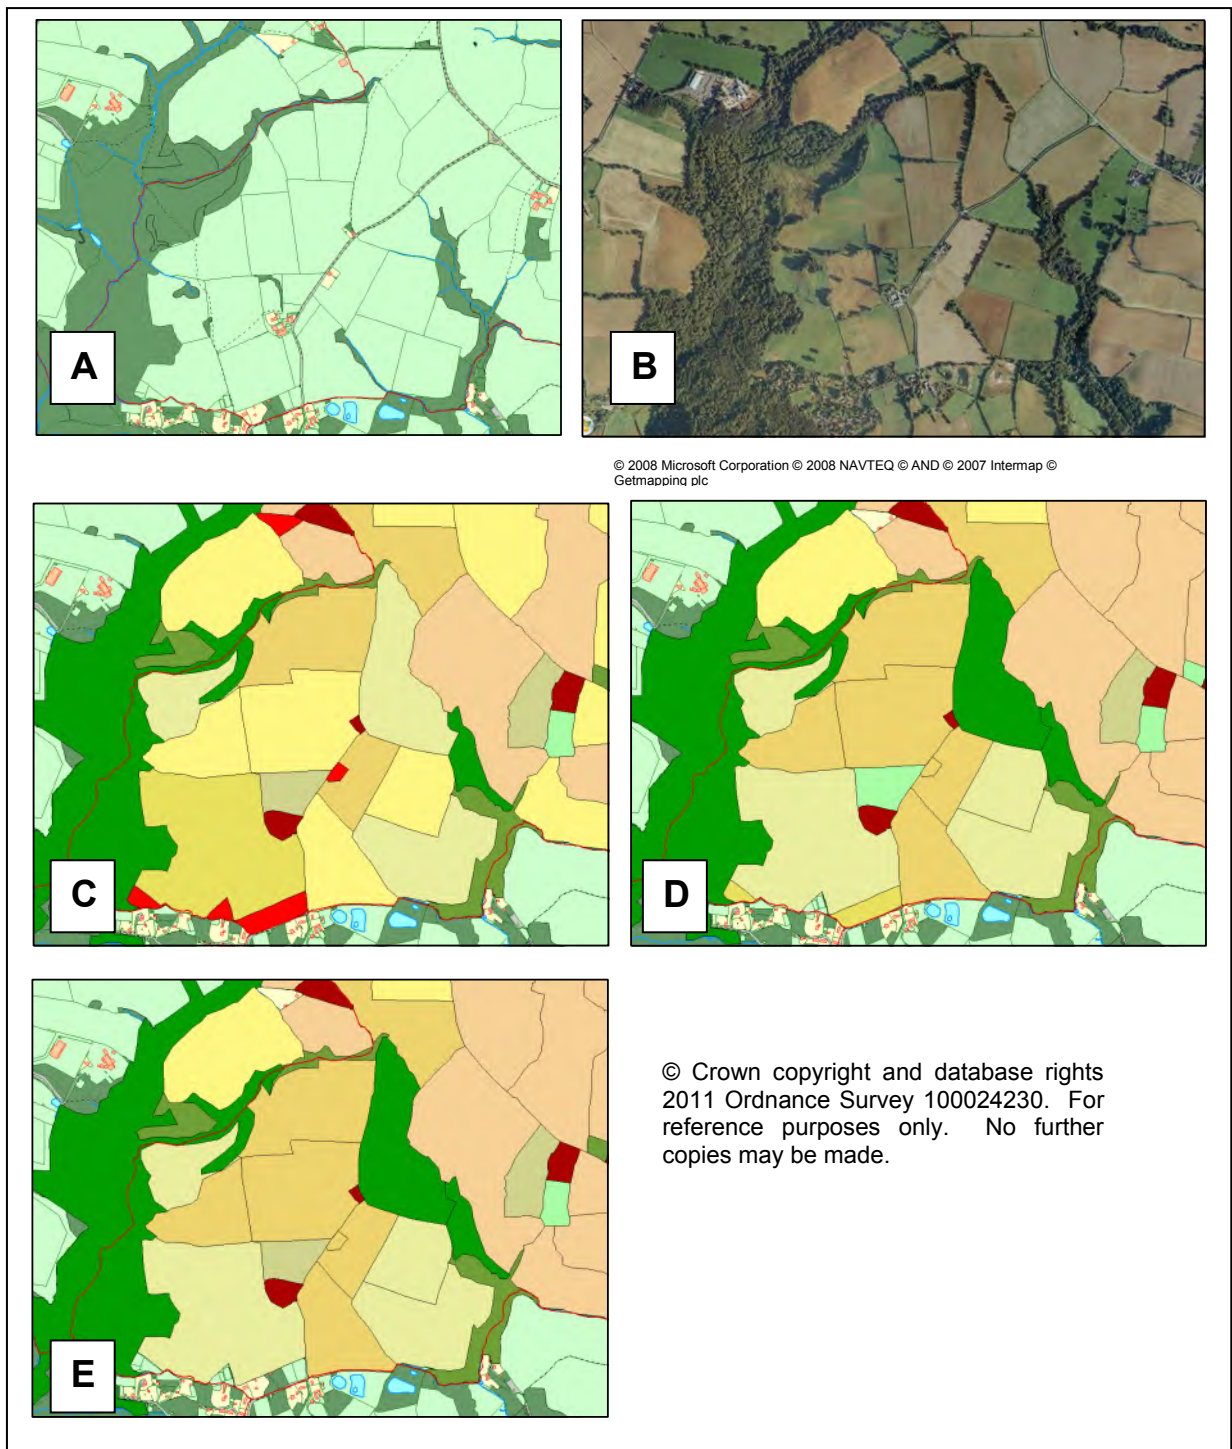 A
B
© 2008 Microsoft Corporation © 2008 NAVTEQ © AND © 2007 Intermap ©
Getmapping plc
C
D
E
© Crown copyright and database rights
2011 Ordnance Survey 100024230. For
reference purposes only. No further
copies may be made.